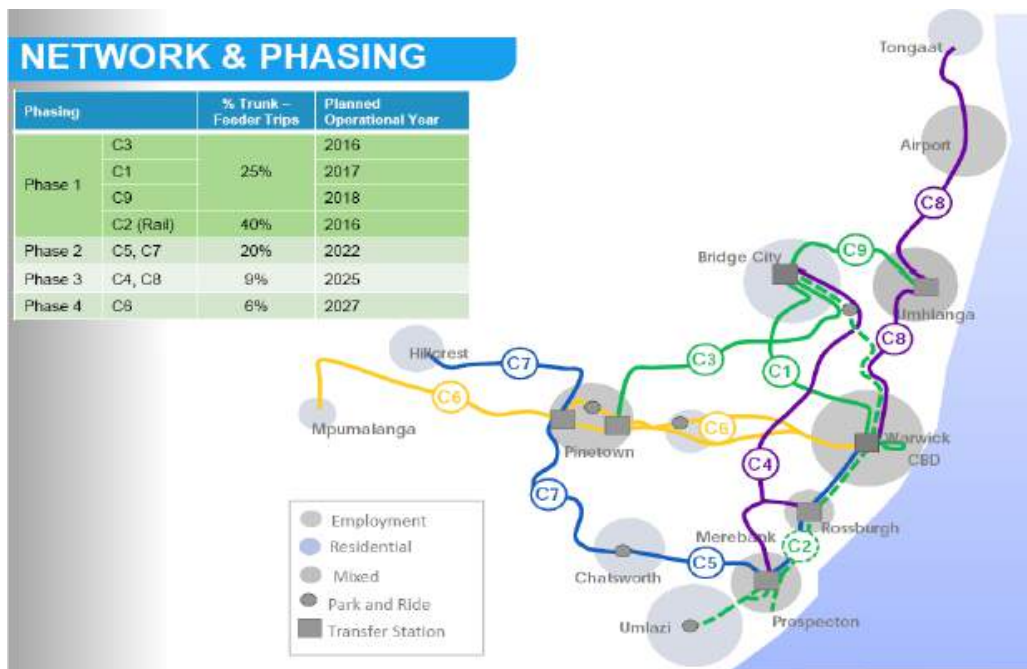 NETWORK & PHASING
Phasing
% Trunk –
Feeder Trips
Planned
Operational Year
Phase 1
C3
25%
2016
C1
2017
C9
2018
C2 (Rail)
40%
2016
Phase 2
C5, C7
20%
2022
Phase 3
C4, C8
9%
2025
Phase 4
C6
6%
2027
Tongaat
Airport
C8
Bridge City
C9
Umhlanga
C8
Hillcrest
C7
C3
C1
C6
Mpumalanga
Pinetown
C6
Warwick
CBD
C4
C7
Rossburgh
Merebank
C2
C5
Chatsworth
Umlazi
Prospecton
Employment
Residential
Mixed
Park and Ride
Transfer Station